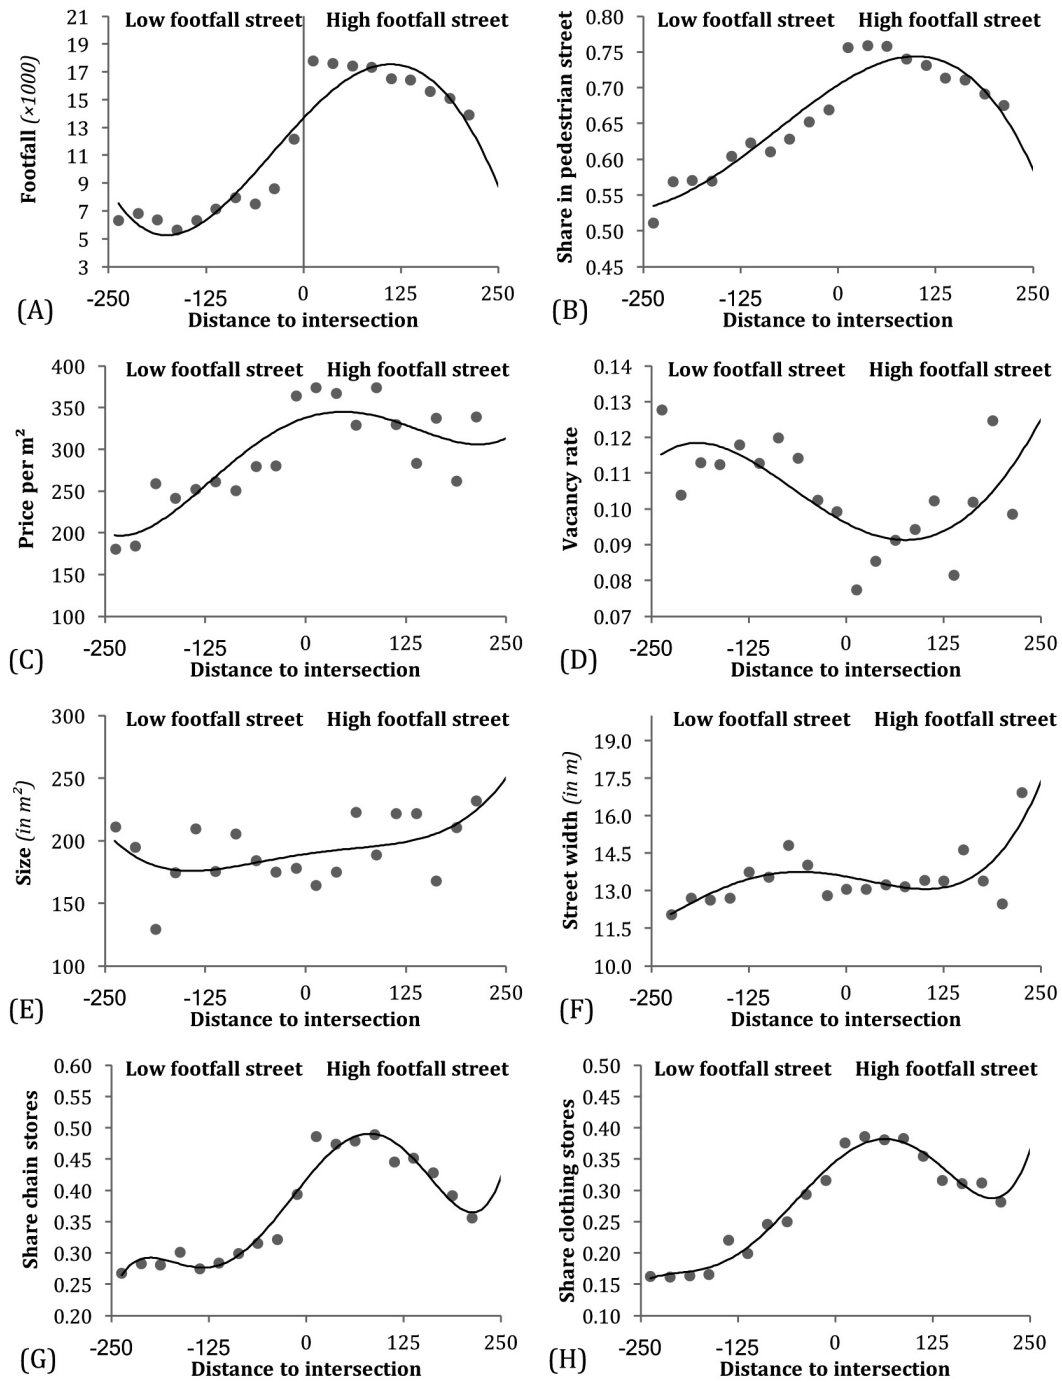 Low footfall street High footfall street
Footfall (×1000)
21
19
17
15
13
11
9
7
5
3
-250 -125 0 125 250
Distance to intersection
(A)
Low footfall street High footfall street
Share in pedestrian street
0.80
0.75
0.70
0.65
0.60
0.55
0.50
0.45
-250 -125 0 125 250
Distance to intersection
(B)
Low footfall street High footfall street
Price per m²
400
350
300
250
200
150
100
-250 -125 0 125 250
Distance to intersection
(C)
Low footfall street High footfall street
Vacancy rate
0.14
0.13
0.12
0.11
0.10
0.09
0.08
0.07
-250 -125 0 125 250
Distance to intersection
(D)
Low footfall street High footfall street
Size (in m²)
300
250
200
150
100
-250 -125 0 125 250
Distance to intersection
(E)
Low footfall street High footfall street
Street width (in m)
19.0
17.5
16.0
14.5
13.0
11.5
10.0
-250 -125 0 125 250
Distance to intersection
(F)
Low footfall street High footfall street
Share chain stores
0.60
0.55
0.50
0.45
0.40
0.35
0.30
0.25
0.20
-250 -125 0 125 250
Distance to intersection
(G)
Low footfall street High footfall street
Share clothing stores
0.50
0.45
0.40
0.35
0.30
0.25
0.20
0.15
0.10
-250 -125 0 125 250
Distance to intersection
(H)